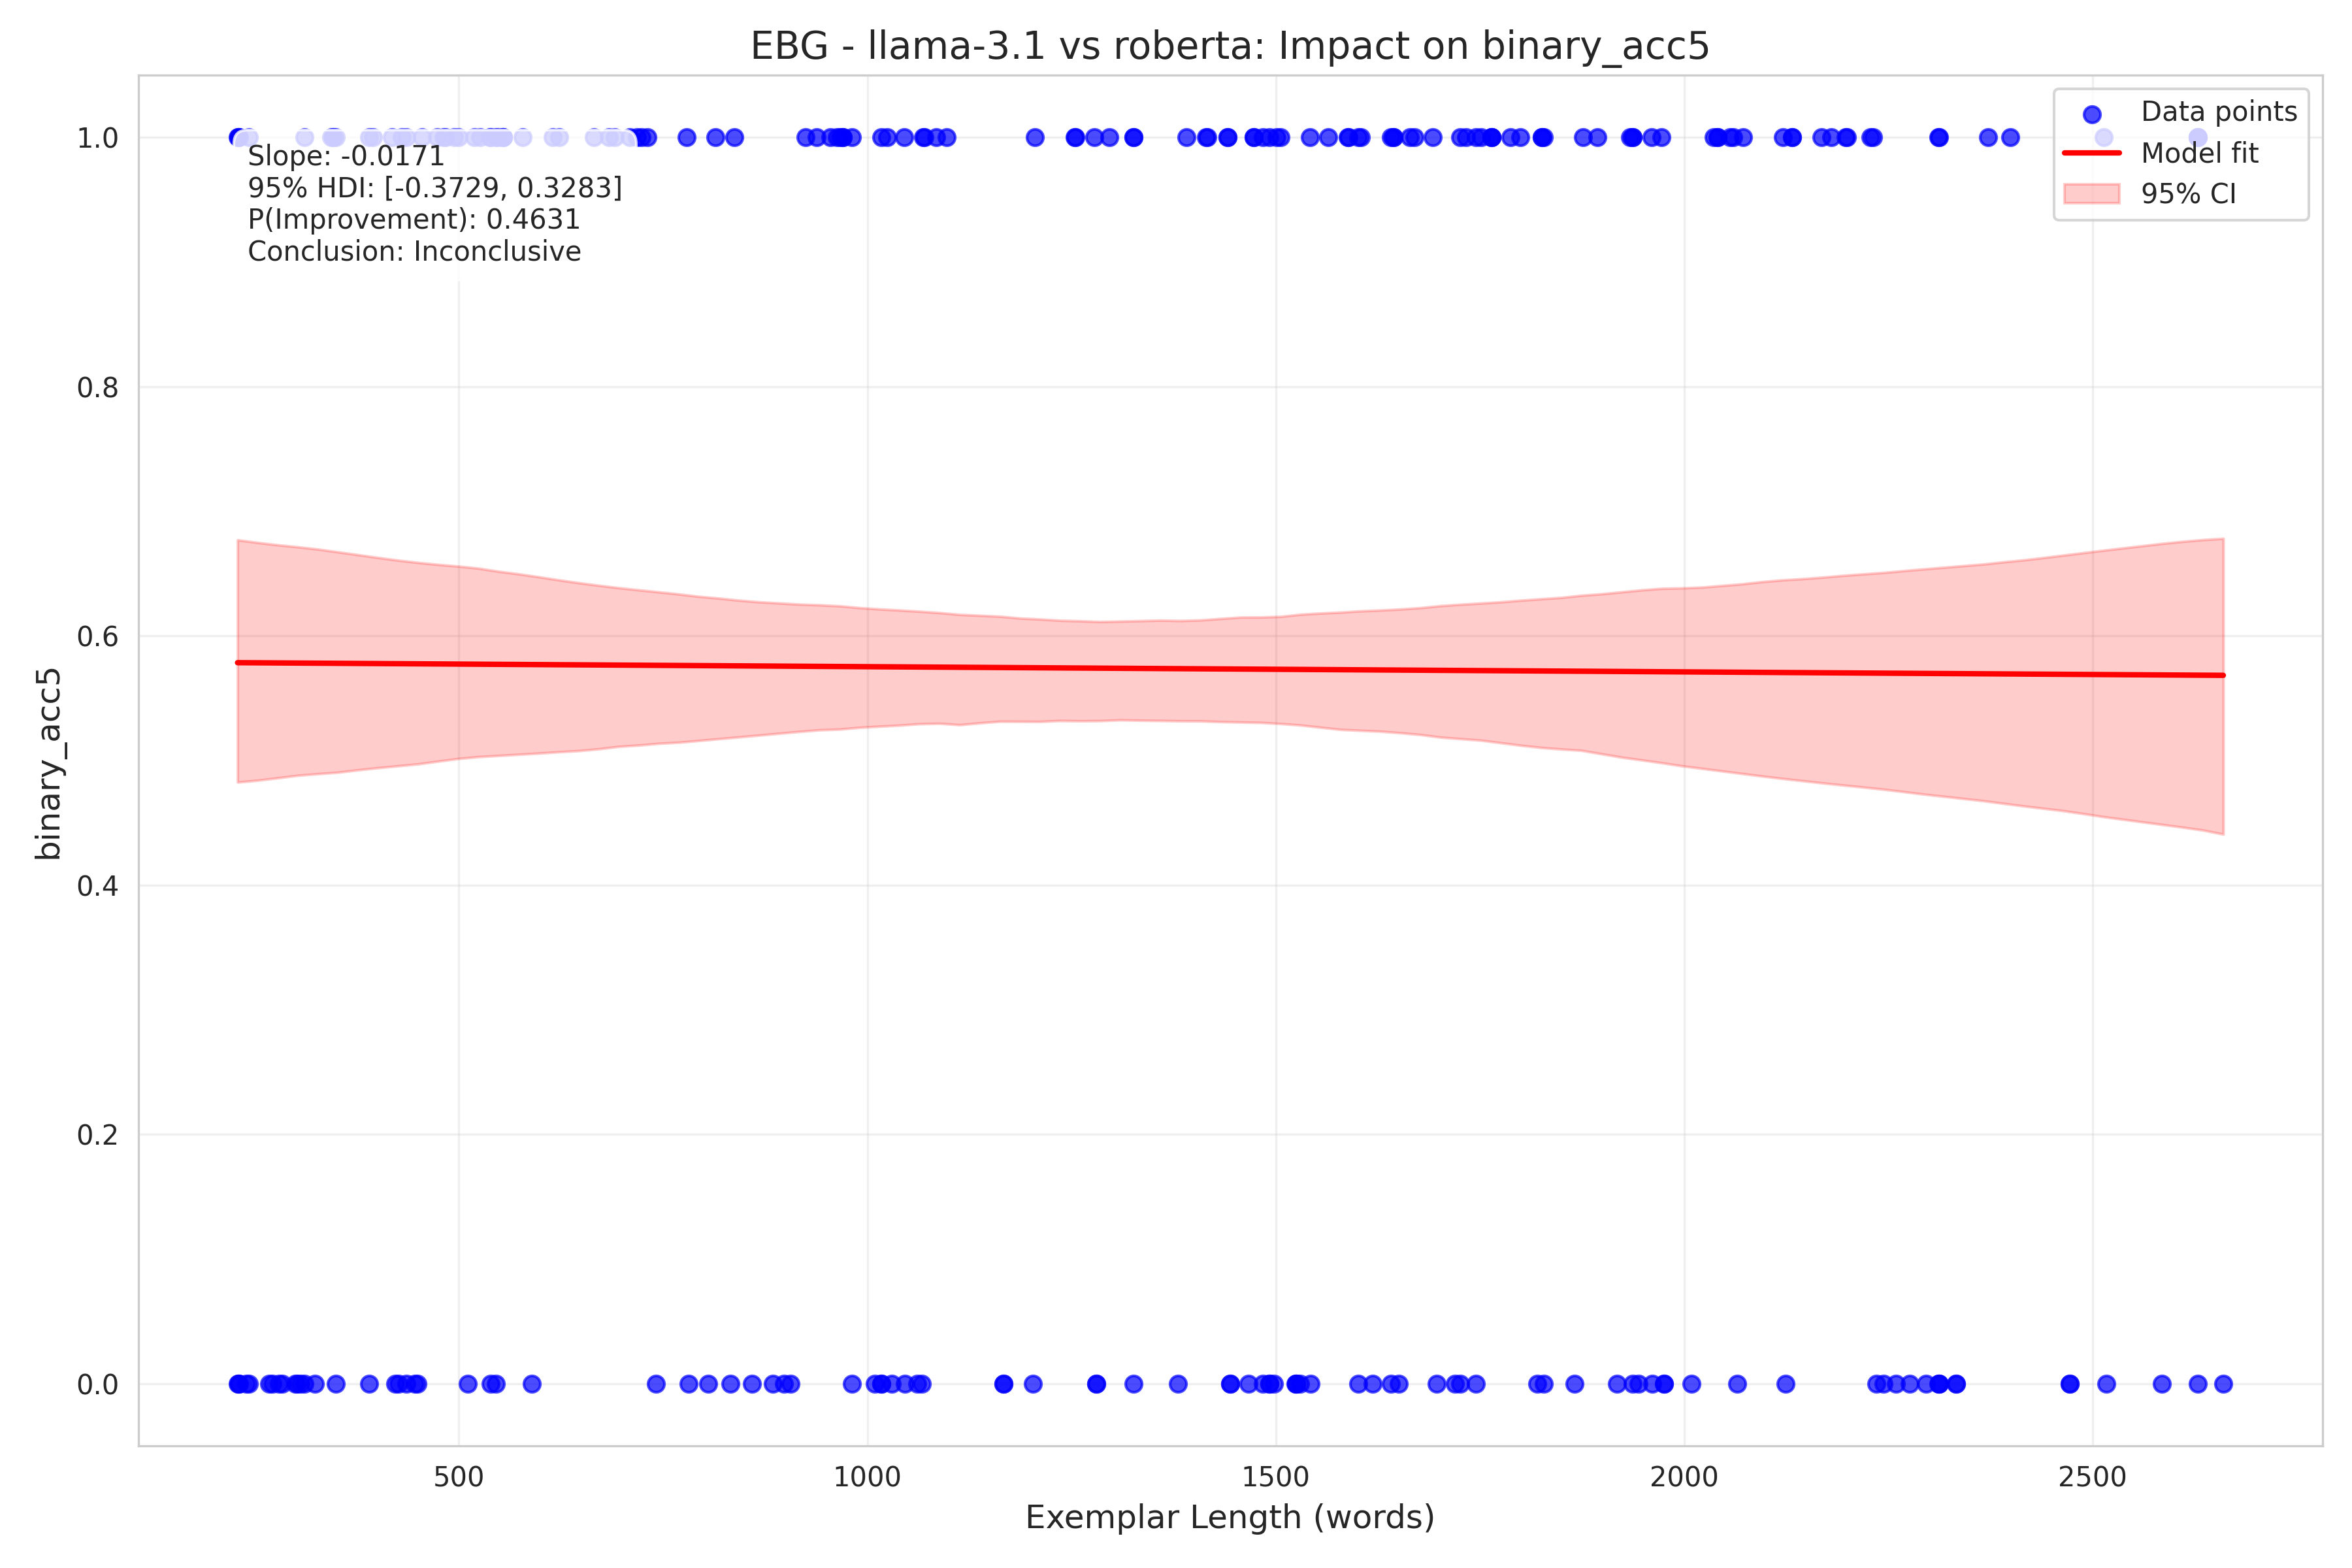 EBG - llama-3.1 vs roberta: Impact on binary_acc5
Data points
Model fit
95% CI
Slope: -0.0171
95% HDI: [-0.3729, 0.3283]
P(Improvement): 0.4631
Conclusion: Inconclusive
binary_acc5
1.0
0.8
0.6
0.4
0.2
0.0
500 1000 1500 2000 2500
Exemplar Length (words)